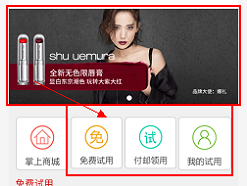 shu uemura
全新无色限唇膏
显白东京潮色 玩转大紫大红
品牌大使：娜扎
免
试
掌上商城
免费试用
付邮领用
我的试用
免费试用